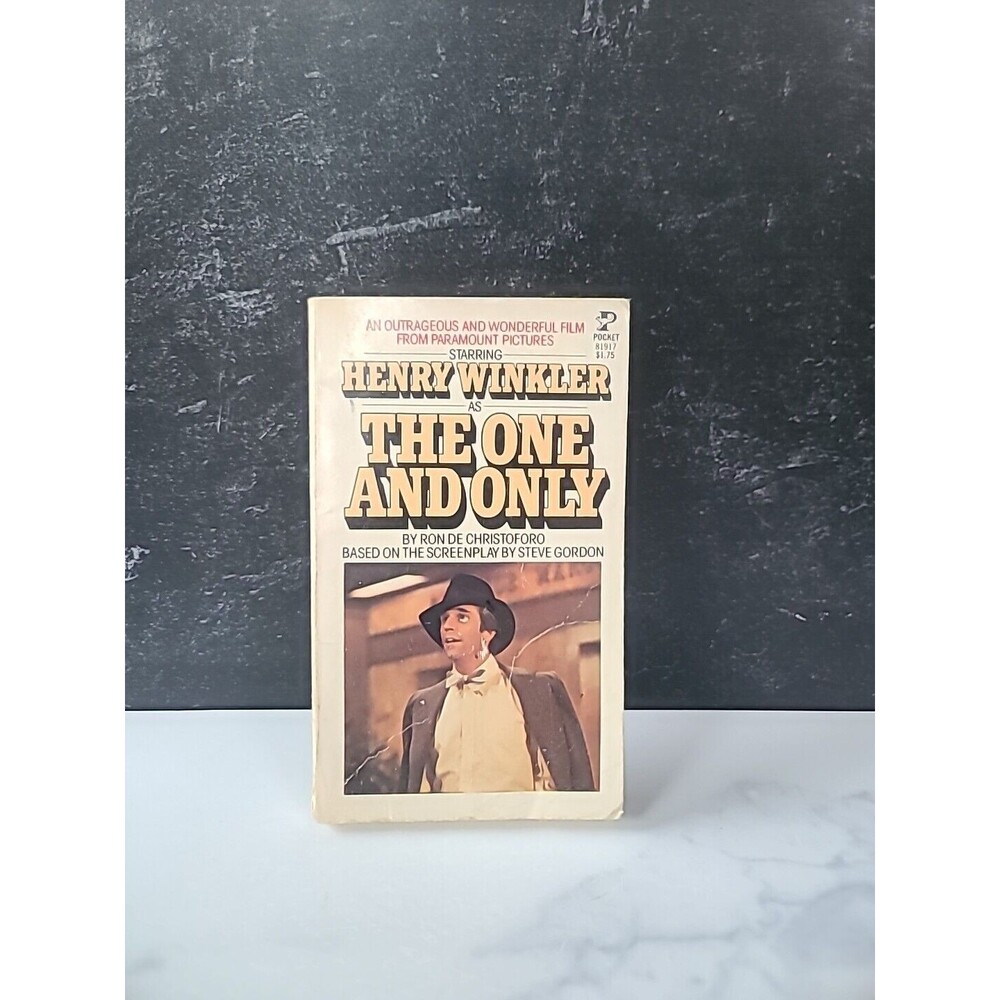 AN OUTRAGEOUS AND WONDERFUL FILM
FROM PARAMOUNT PICTURES
POCKET
81917
$1.75
STARRING
HENRY WINKLER
AS
THE ONE
AND ONLY
BY RON DE CHRISTOFORO
BASED ON THE SCREENPLAY BY STEVE GORDON